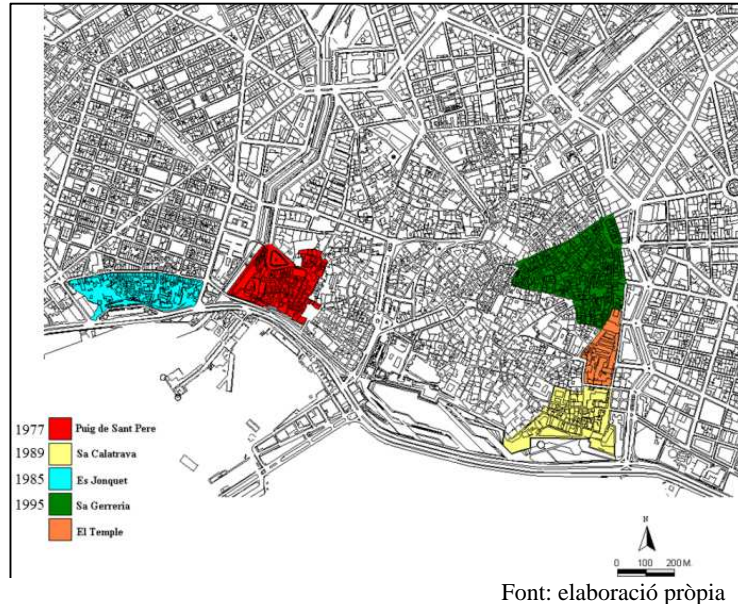 1977 Puig de Sant Pere
1989 Sa Calatrava
1985 Es Jonquet
1995 Sa Gerreria
El Temple
N
0 100 200 M.
Font: elaboració pròpia